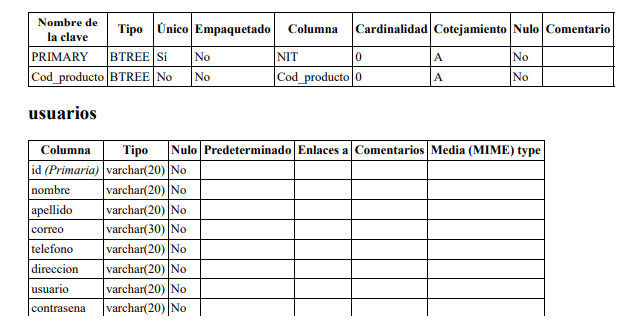 Nombre de la clave Tipo Único Empaquetado Columna Cardinalidad Cotejamiento Nulo Comentario
PRIMARY BTREE Sí No NIT 0 A No
Cod_producto BTREE No No Cod_producto 0 A No
usuarios
Columna Tipo Nulo Predeterminado Enlaces a Comentarios Media (MIME) type
id (Primaria) varchar(20) No
nombre varchar(20) No
apellido varchar(20) No
correo varchar(30) No
telefono varchar(20) No
direccion varchar(20) No
usuario varchar(20) No
contrasena varchar(20) No